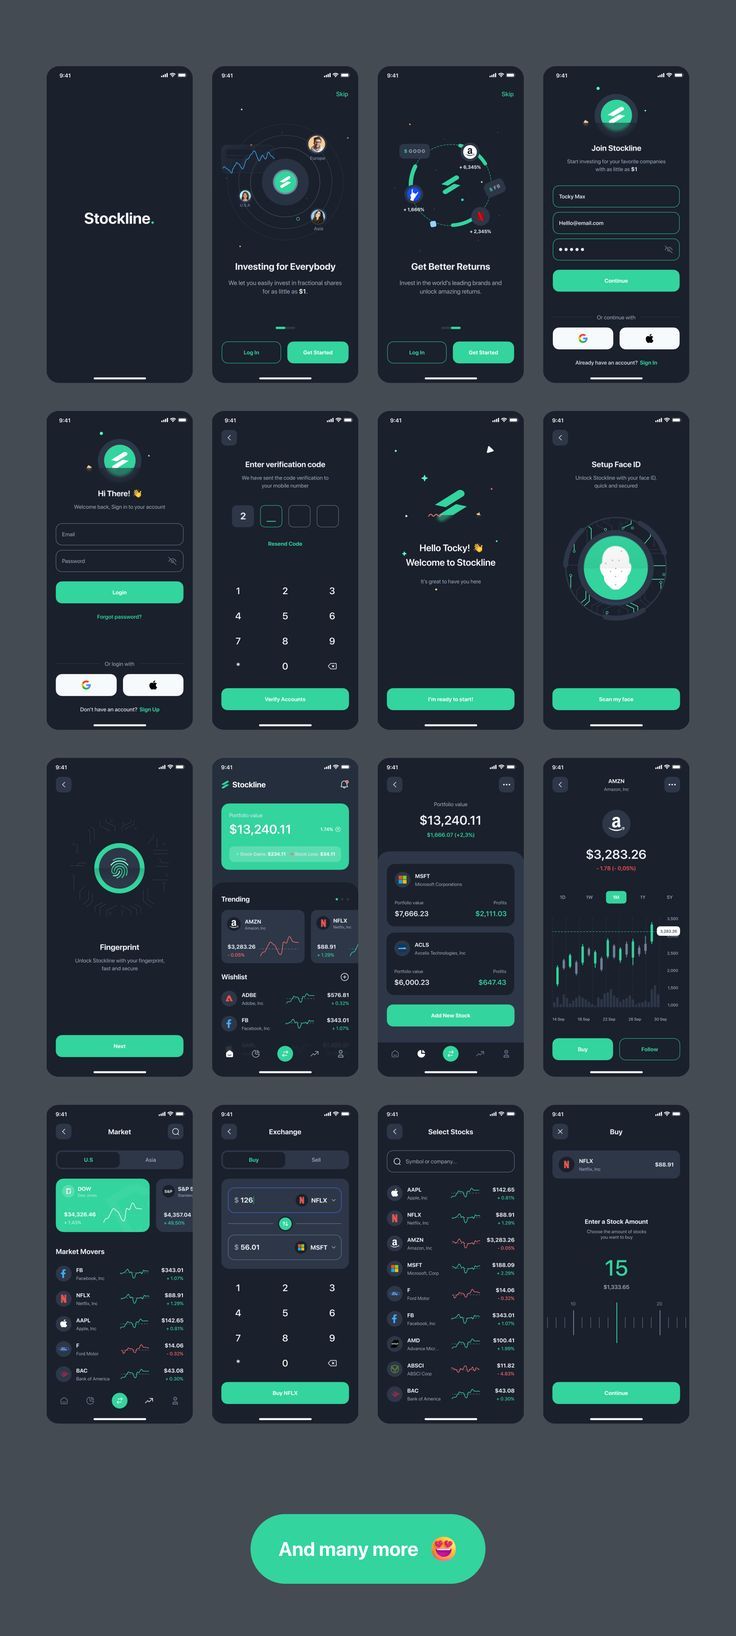 9:41
Stockline.
9:41
Skip
Europe
U.S.A
Asia
Investing for Everybody
We let you easily invest in fractional shares
for as little as $1.
Log In
Get Started
9:41
Skip
$ GOOG
+ 6,345%
$ FB
+ 1,666%
+ 2,345%
Get Better Returns
Invest in the world's leading brands and
unlock amazing returns.
Log In
Get Started
9:41
Join Stockline
Start investing for your favorite companies
with as little as $1
Tocky Max
Helllo@email.com
Continue
Or continue with
Already have an account? Sign In
9:41
Hi There! 👋
Welcome back, Sign in to your account
Email
Password
Login
Forgot password?
Or login with
Don't have an account? Sign Up
9:41
Enter verification code
We have sent the code verification to
your mobile number
2
Resend Code
1 2 3
4 5 6
7 8 9
* 0
Verify Accounts
9:41
Hello Tocky! 👋
Welcome to Stockline
It's great to have you here
I'm ready to start!
9:41
Setup Face ID
Unlock Stockline with your face ID,
quick and secured
Scan my face
9:41
Fingerprint
Unlock Stockline with your fingerprint,
fast and secure
Next
9:41
Stockline
Portfolio value
$13,240.11
1.74%
Stock Gains: $234.11
Stock Loss: $34.11
Trending
AMZN
Amazon, Inc
$3,283.26
- 0.05%
NFLX
Netflix, Inc
$88.91
+ 1.29%
Wishlist
ADBE
Adobe, Inc
$576.81
+ 0.32%
FB
Facebook, Inc
$343.01
+ 1.07%
9:41
Portfolio value
$13,240.11
$1,666.07 (+2,3%)
MSFT
Microsoft Corporations
Portfolio value
Profits
$7,666.23
$2,111.03
ACLS
Axcelis Technologies, Inc
Portfolio value
Profits
$6,000.23
$647.43
Add New Stock
9:41
AMZN
Amazon, Inc
a
$3,283.26
- 1.78 (- 0,05%)
1D 1W 1M 1Y 5Y
3,500
3,283.26
2,500
2,000
1,500
1,000
14 Sep 18 Sep 22 Sep 26 Sep 30 Sep
Buy
Follow
9:41
Market
U.S
Asia
DOW
Dow Jones
$34,326.46
+ 1,43%
S&P
S&P 5
$4,357.04
+ 49.50%
Market Movers
FB
Facebook, Inc
$343.01
+ 1.07%
NFLX
Netflix, Inc
$88.91
+ 1.29%
AAPL
Apple, Inc
$142.65
+ 0.81%
F
Ford Motor
$14.06
- 0.32%
BAC
Bank of America
$43.08
+ 0.30%
9:41
Exchange
Buy
Sell
$ 126
NFLX
$ 56.01
MSFT
1 2 3
4 5 6
7 8 9
* 0
Buy NFLX
9:41
Select Stocks
Symbol or company...
AAPL
Apple, Inc
$142.65
+ 0.81%
NFLX
Netflix, Inc
$88.91
+ 1.29%
AMZN
Amazon, Inc
$3,283.26
- 0.05%
MSFT
Microsoft, Corp
$188.09
+ 2.29%
F
Ford Motor
$14.06
- 0.32%
FB
Facebook, Inc
$343.01
+ 1.07%
AMD
Advance Micr...
$100.41
+ 1.99%
ABSCI
ABSCI Corp
$11.82
- 4.83%
BAC
Bank of America
$43.08
+ 0.30%
9:41
Buy
NFLX
Netflix, Inc
$88.91
Enter a Stock Amount
Choose the amount of stocks
you want to buy
15
$1,333.65
10
20
Continue
And many more 😍